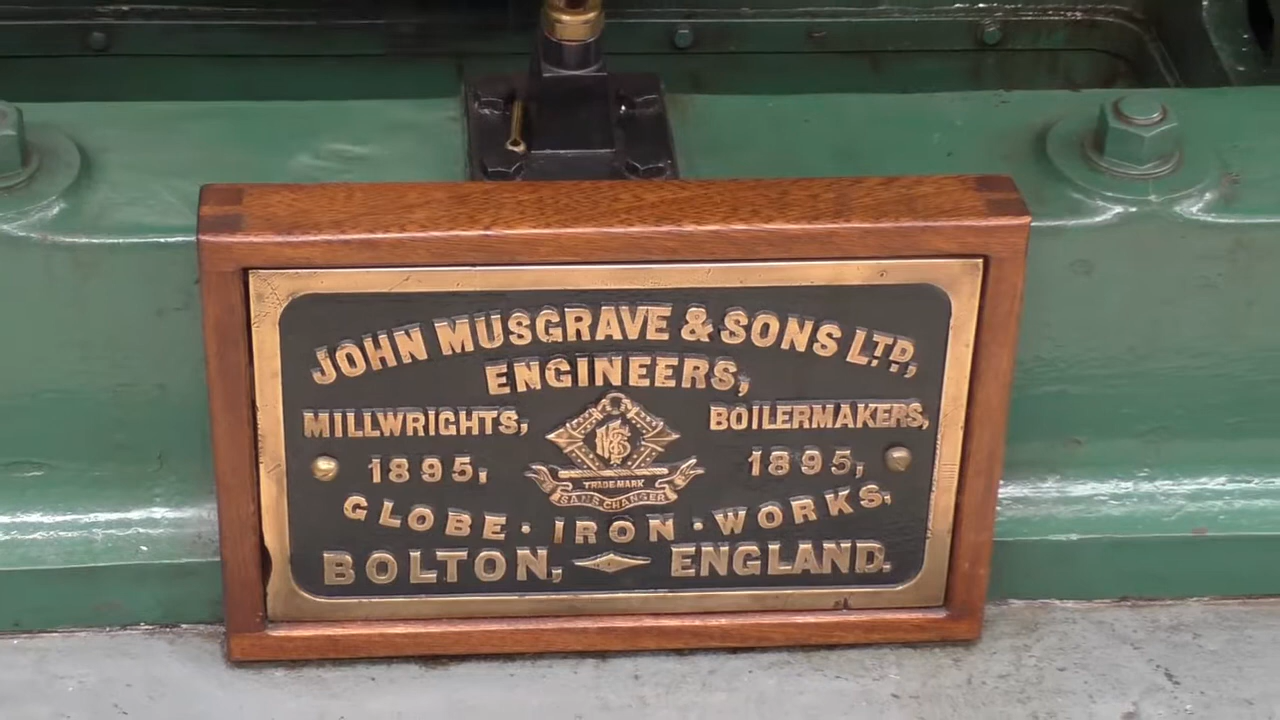 JOHN MUSGRAVE & SONS LTD,
ENGINEERS,
MILLWRIGHTS, BOILERMAKERS,
1895, 1895,
TRADE MARK
SANS CHANGER
GLOBE · IRON · WORKS,
BOLTON, ENGLAND.